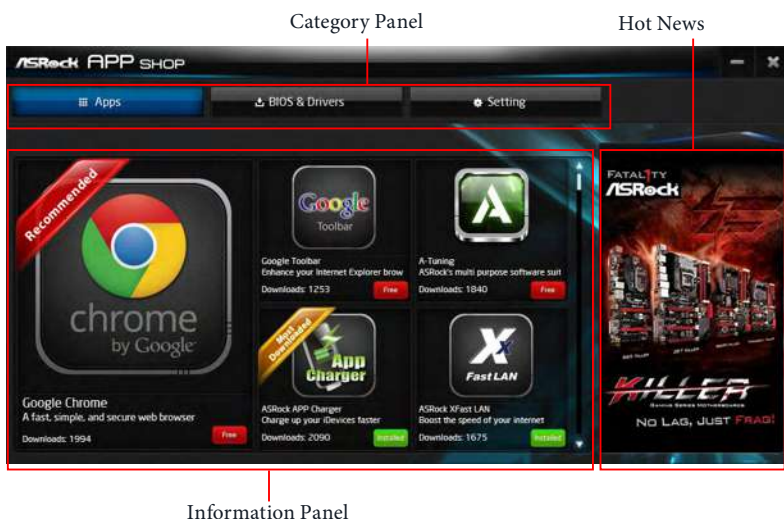 Category Panel
Hot News
ASRock APP SHOP
Apps
BIOS & Drivers
Setting
Recommended
chrome
by Google
Google Chrome
A fast, simple, and secure web browser
Downloads: 1994
Free
Google
Toolbar
Google Toolbar
Enhance your Internet Explorer brow
Downloads: 1253
Free
A-Tuning
ASRock's multi purpose software suit
Downloads: 1840
Free
Most
Downloaded
App
Charger
ASRock APP Charger
Charge up your iDevices faster
Downloads: 2090
Installed
Fast LAN
ASRock XFast LAN
Boost the speed of your internet
Downloads: 1675
Installed
FATAL1TY
ASRock
KILLER
GAMING SERIES MOTHERBOARD
NO LAG, JUST FRAG!
Information Panel